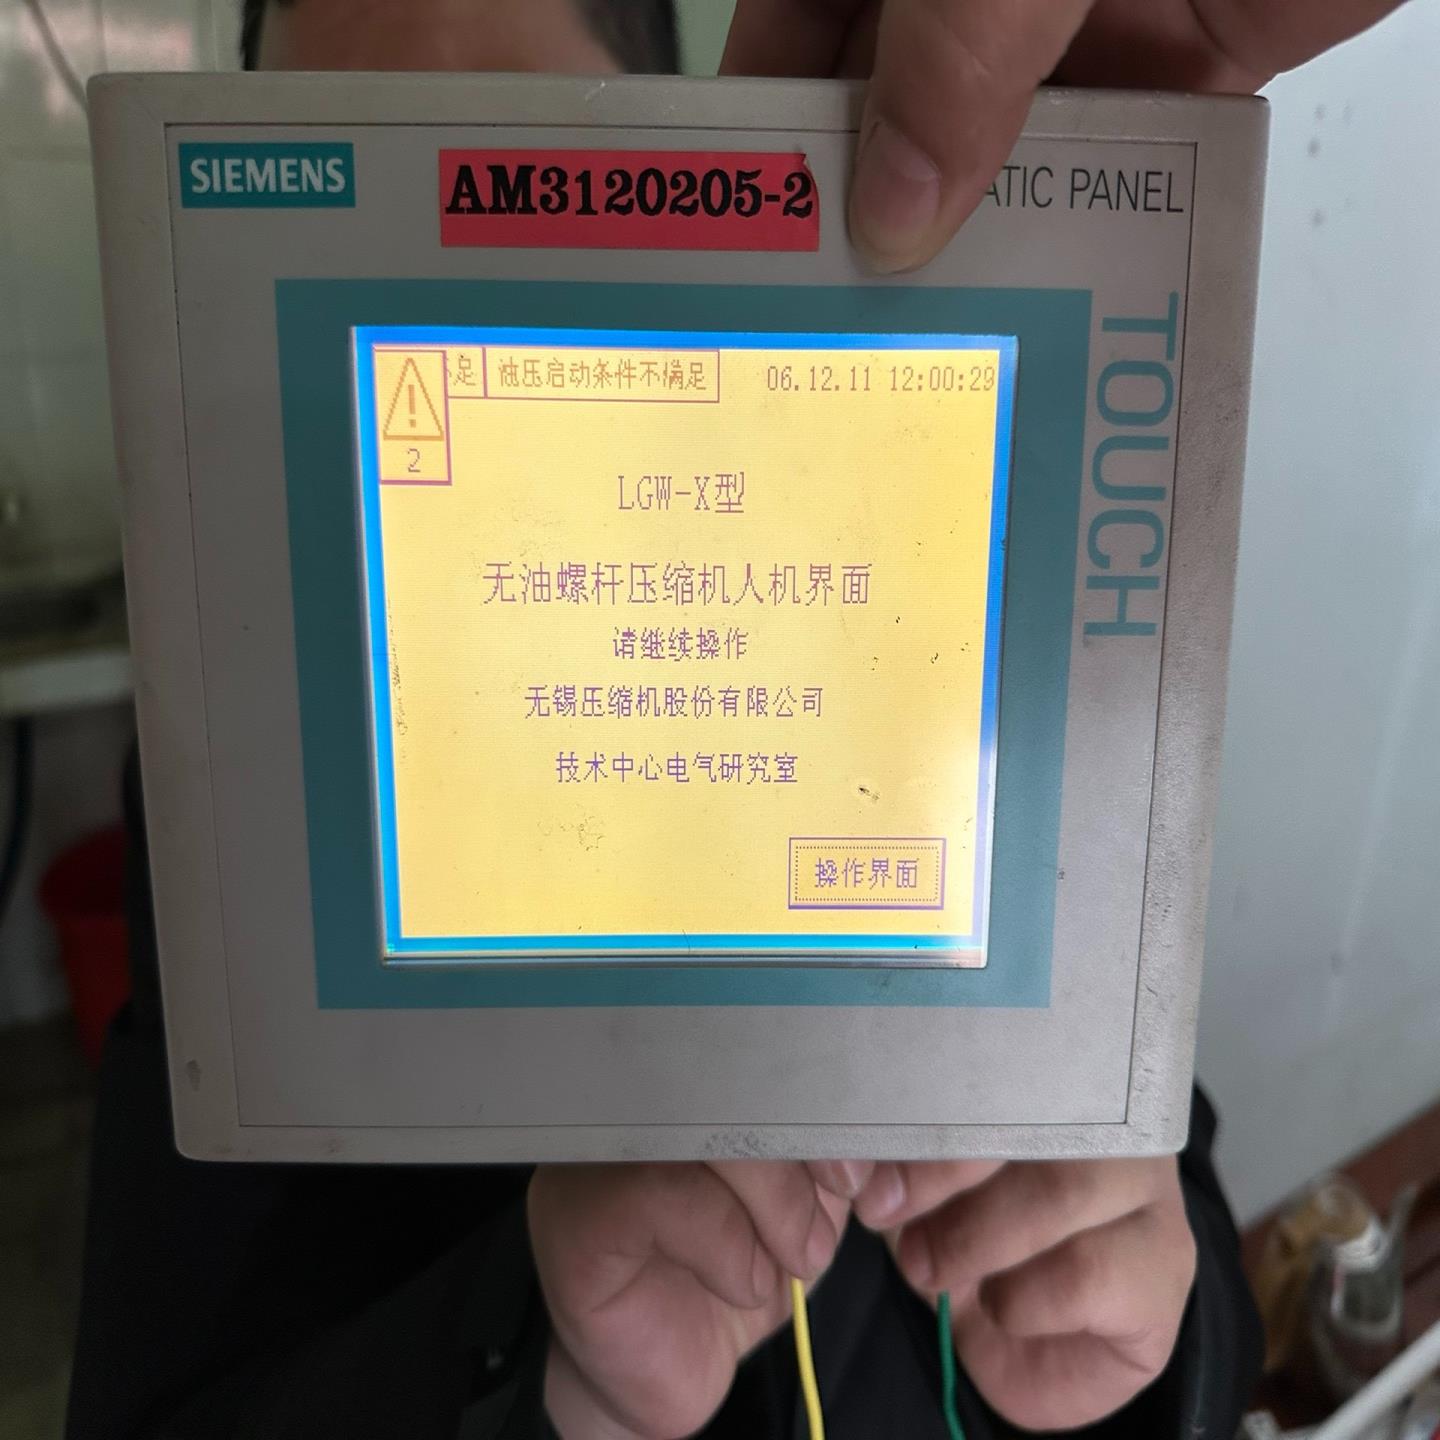 SIEMENS
AM3120205-2
ATIC PANEL
TOUCH
足 油压启动条件不满足 06.12.11 12:00:29
2
LGW-X型
无油螺杆压缩机人机界面
请继续操作
无锡压缩机股份有限公司
技术中心电气研究室
操作界面